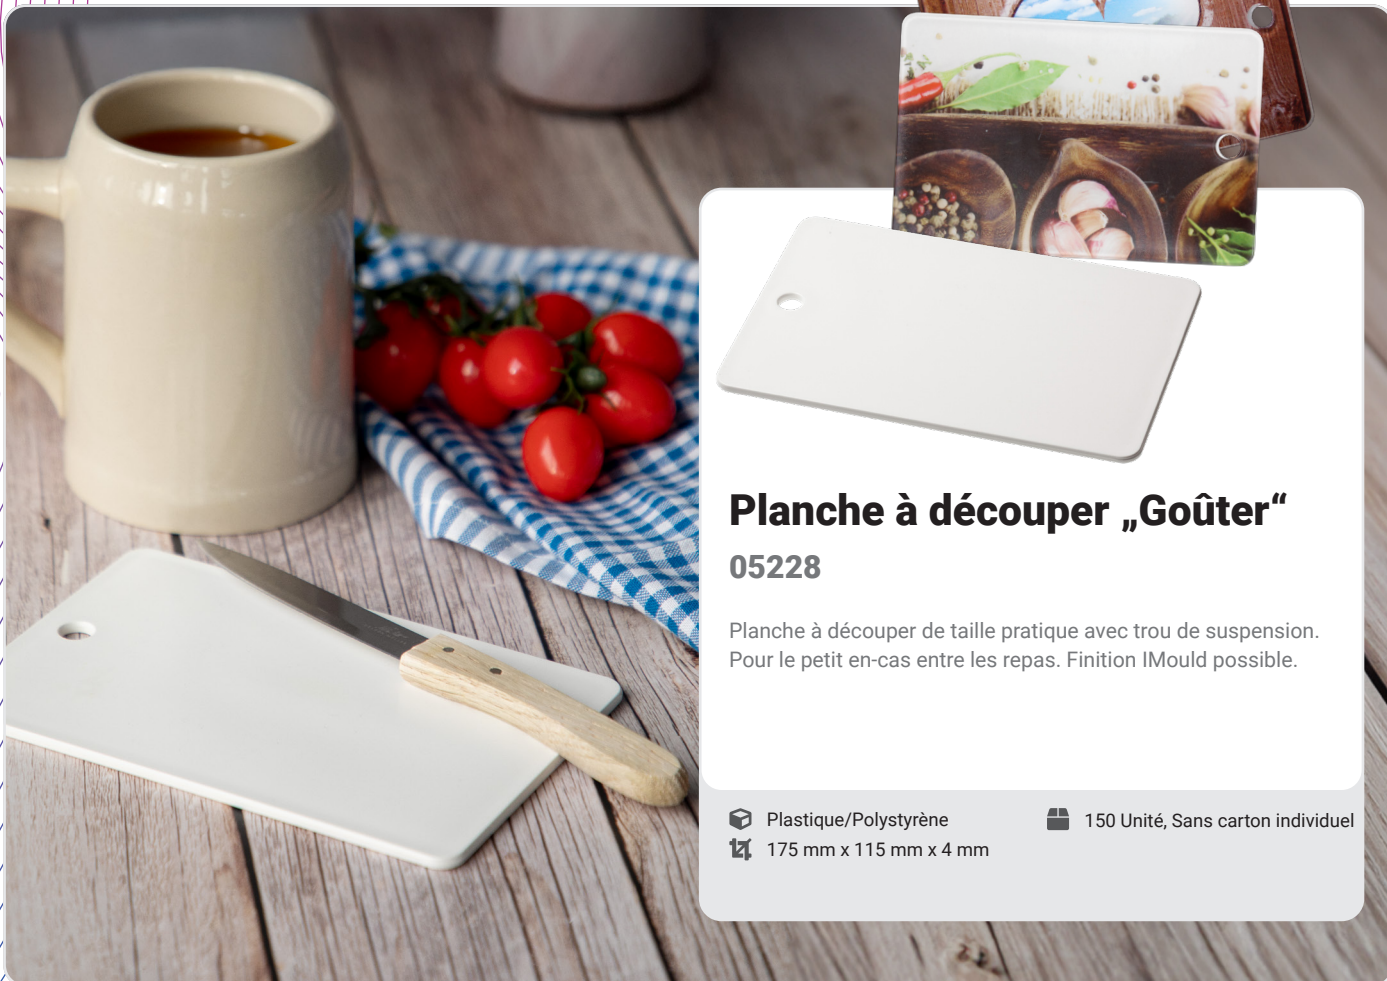 Planche à découper „Goûter“
05228
Planche à découper de taille pratique avec trou de suspension.
Pour le petit en-cas entre les repas. Finition IMould possible.
Plastique/Polystyrène
175 mm x 115 mm x 4 mm
150 Unité, Sans carton individuel